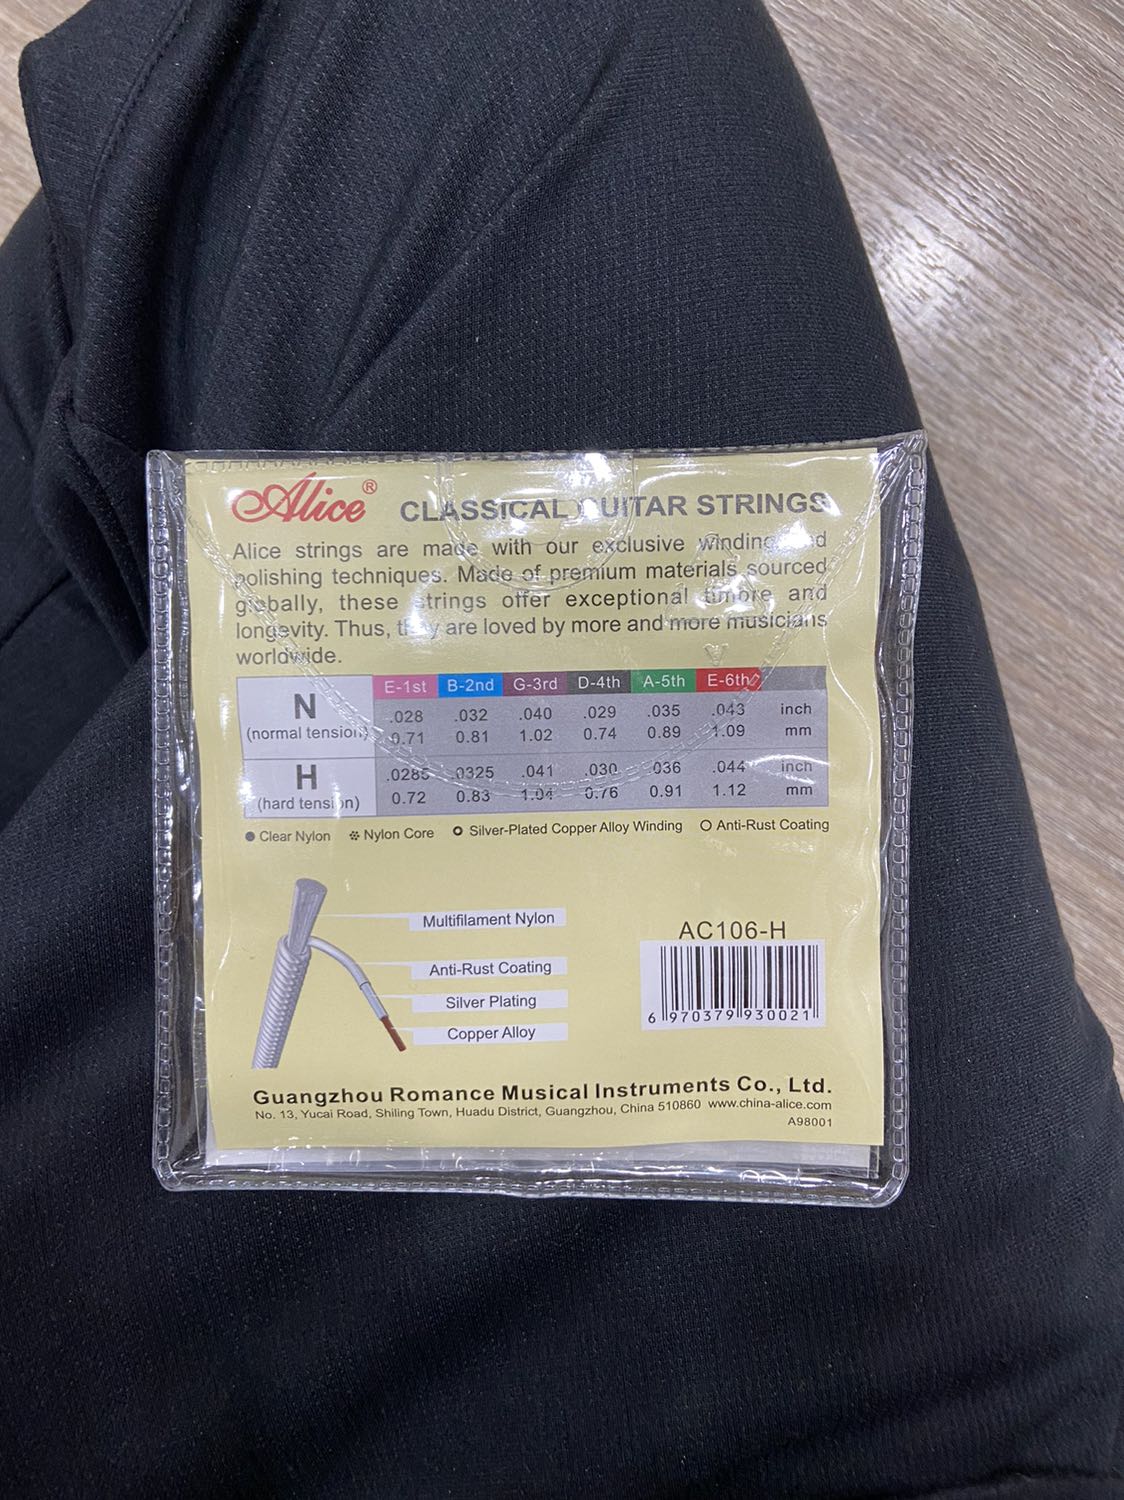 Alice® CLASSICAL GUITAR STRINGS
Alice strings are made with our exclusive winding and
polishing techniques. Made of premium materials sourced
globally, these strings offer exceptional timbre and
longevity. Thus, they are loved by more and more musicians
worldwide.
E-1st B-2nd G-3rd D-4th A-5th E-6th
N .028 .032 .040 .029 .035 .043 inch
(normal tension) 0.71 0.81 1.02 0.74 0.89 1.09 mm
H .0285 .0325 .041 .030 .036 .044 inch
(hard tension) 0.72 0.83 1.04 0.76 0.91 1.12 mm
Clear Nylon Nylon Core Silver-Plated Copper Alloy Winding Anti-Rust Coating
Multifilament Nylon
Anti-Rust Coating
Silver Plating
Copper Alloy
AC106-H
6 970379 930021
Guangzhou Romance Musical Instruments Co., Ltd.
No. 13, Yucai Road, Shiling Town, Huadu District, Guangzhou, China 510860 www.china-alice.com
A98001